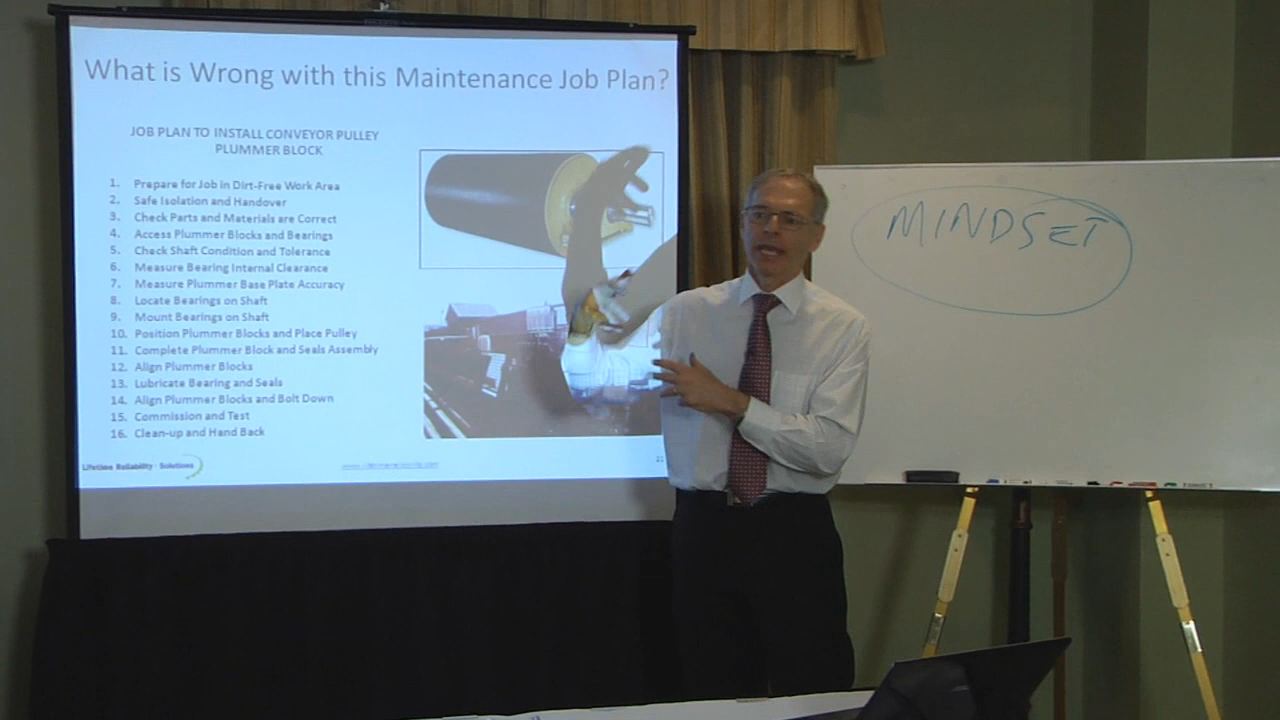 What is Wrong with this Maintenance Job Plan?
JOB PLAN TO INSTALL CONVEYOR PULLEY
PLUMMER BLOCK
1. Prepare for Job in Dirt-Free Work Area
2. Safe Isolation and Handover
3. Check Parts and Materials are Correct
4. Access Plummer Blocks and Bearings
5. Check Shaft Condition and Tolerance
6. Measure Bearing Internal Clearance
7. Measure Plummer Base Plate Accuracy
8. Locate Bearings on Shaft
9. Mount Bearings on Shaft
10. Position Plummer Blocks and Place Pulley
11. Complete Plummer Block and Seals Assembly
12. Align Plummer Blocks
13. Lubricate Bearing and Seals
14. Align Plummer Blocks and Bolt Down
15. Commission and Test
16. Clean-up and Hand Back
Lifetime Reliability - Solutions
21
MINDSET